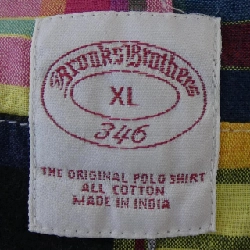 Brooks Brothers
XL
346
THE ORIGINAL POLO SHIRT
ALL COTTON
MADE IN INDIA